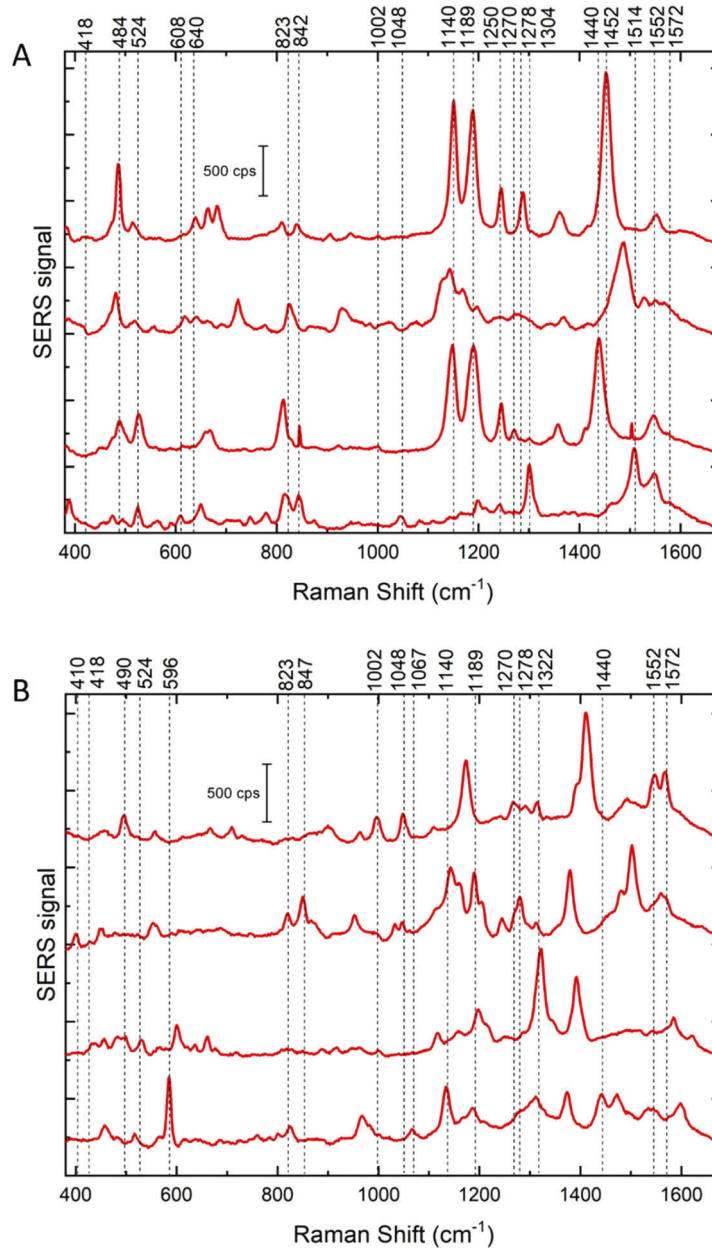 418 484 524 608 640 823 842 1002 1048 1140 1189 1250 1270 1278 1304 1440 1452 1514 1552 1572
A
500 cps
SERS signal
400 600 800 1000 1200 1400 1600
Raman Shift (cm⁻¹)
410 418 490 524 596 823 847 1002 1048 1067 1140 1189 1270 1278 1322 1440 1552 1572
B
500 cps
SERS signal
400 600 800 1000 1200 1400 1600
Raman Shift (cm⁻¹)